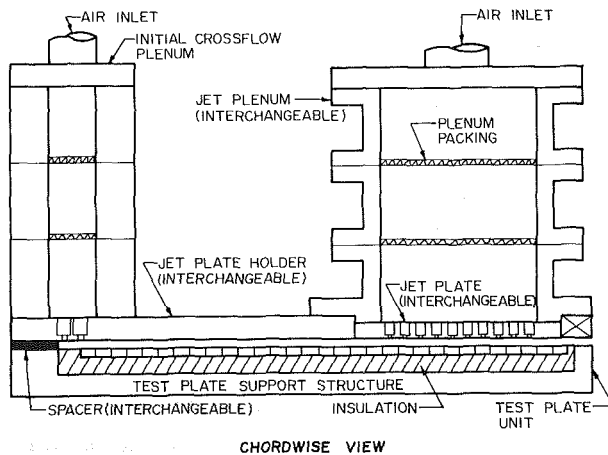 AIR INLET
INITIAL CROSSFLOW
PLENUM
AIR INLET
JET PLENUM
(INTERCHANGEABLE)
PLENUM
PACKING
JET PLATE HOLDER
(INTERCHANGEABLE)
JET PLATE
(INTERCHANGEABLE)
TEST PLATE SUPPORT STRUCTURE
SPACER(INTERCHANGEABLE)
INSULATION
TEST PLATE
UNIT
CHORDWISE VIEW